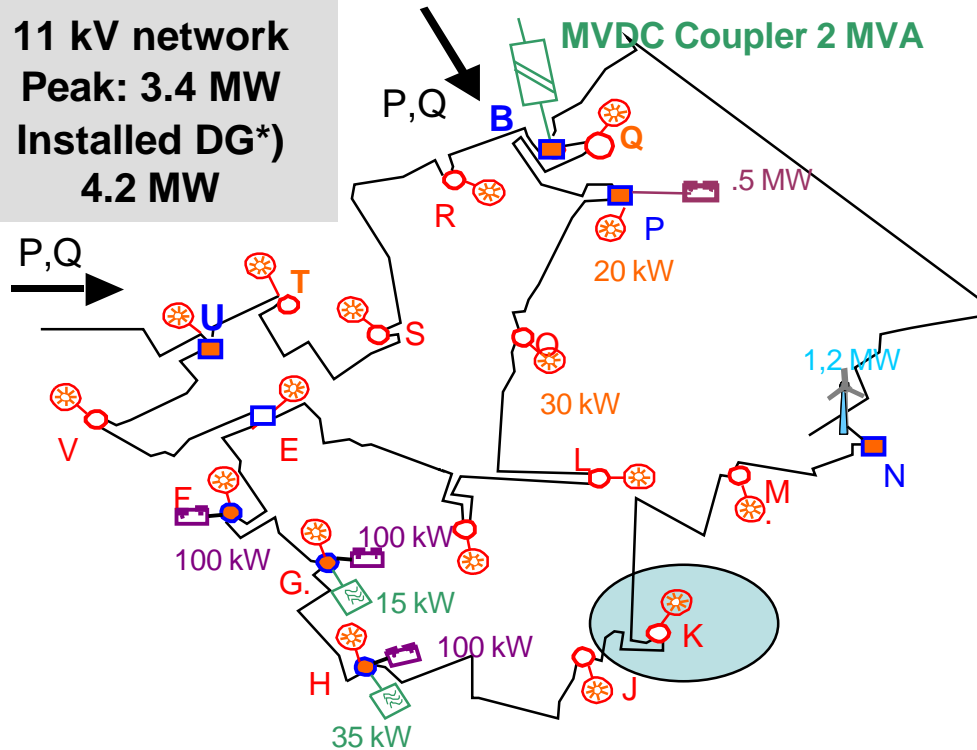 11 kV network
Peak: 3.4 MW
Installed DG*)
4.2 MW
MVDC Coupler 2 MVA
P,Q
B
Q
.5 MW
R
P
20 kW
P,Q
T
U
S
O
1,2 MW
30 kW
V
E
L
M
.
N
F
100 kW
100 kW
G.
15 kW
K
100 kW
H
J
35 kW